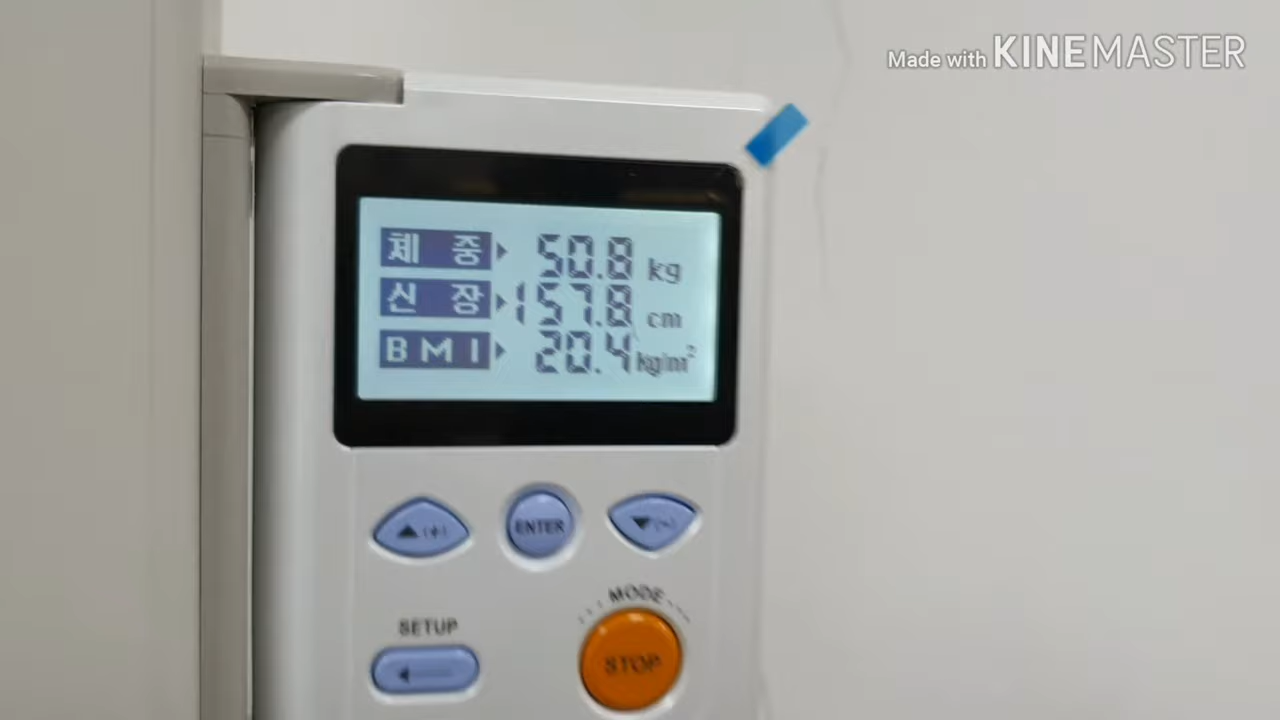 Made with KINEMASTER
체 중 50.8 kg
신 장 157.8 cm
BMI 20.4 kg/m²
▲(+) ENTER ▼(-)
MODE
SETUP
STOP